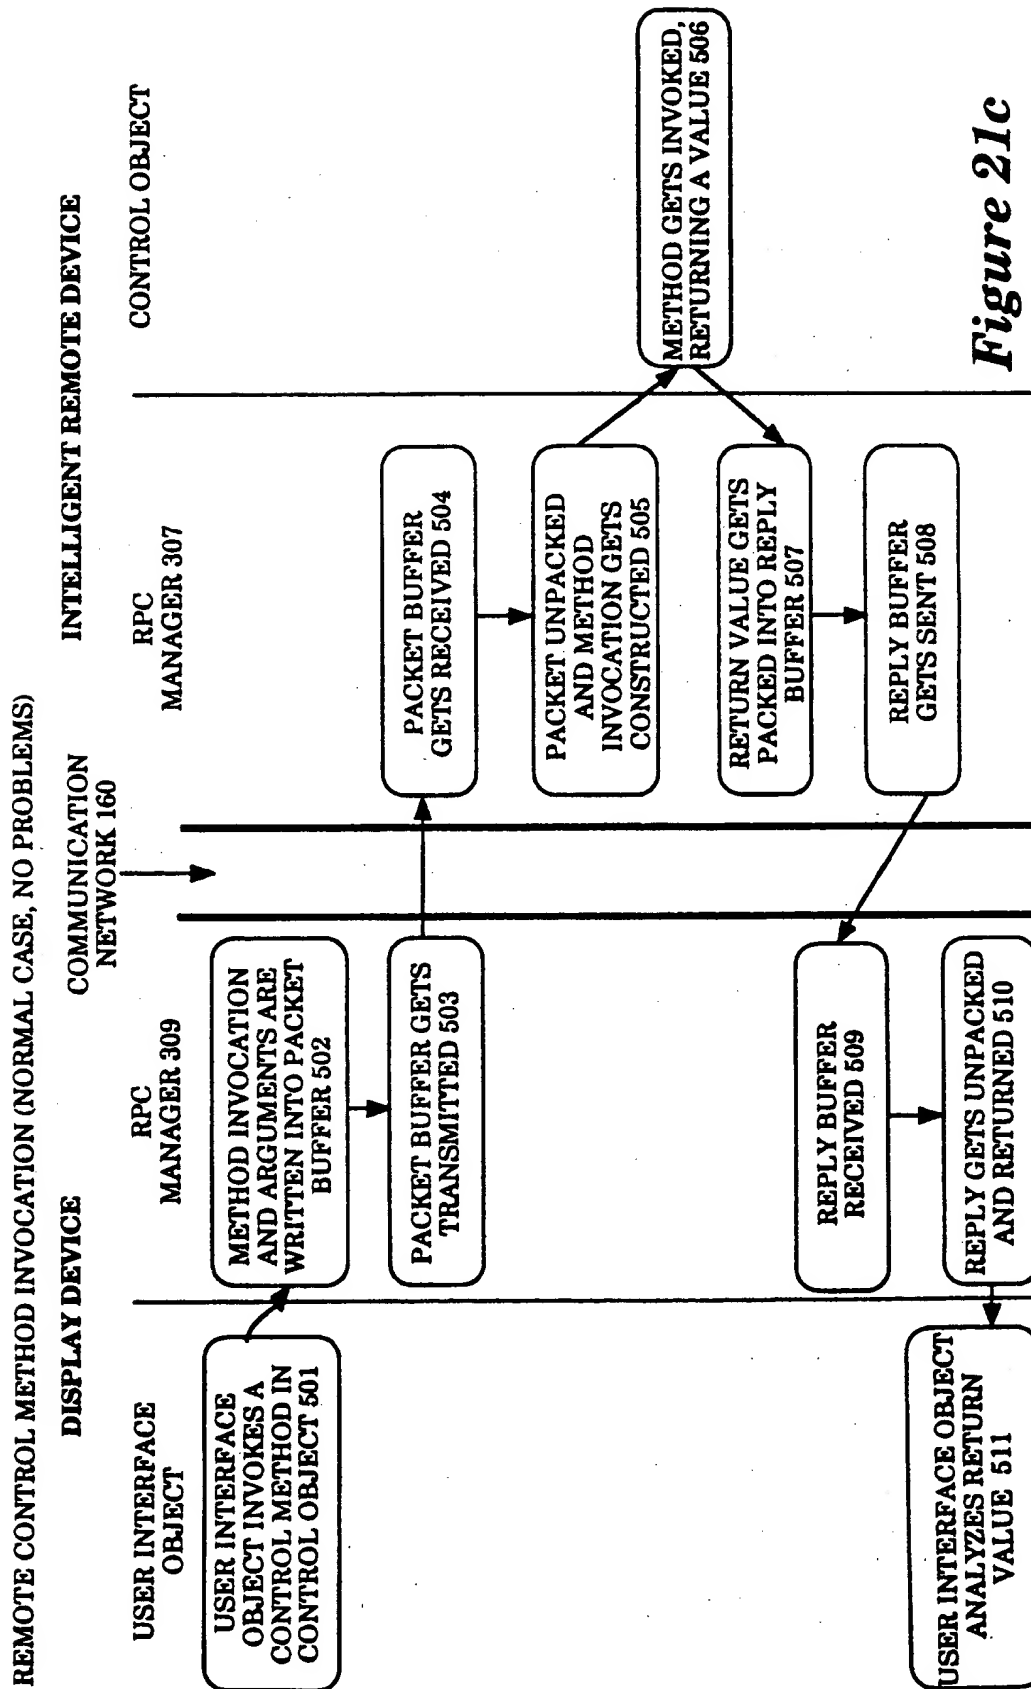 REMOTE CONTROL METHOD INVOCATION (NORMAL CASE, NO PROBLEMS)
DISPLAY DEVICE
COMMUNICATION
NETWORK 160
INTELLIGENT REMOTE DEVICE
USER INTERFACE
OBJECT
RPC
MANAGER 309
RPC
MANAGER 307
CONTROL OBJECT
USER INTERFACE
OBJECT INVOKES A
CONTROL METHOD IN
CONTROL OBJECT 501
METHOD INVOCATION
AND ARGUMENTS ARE
WRITTEN INTO PACKET
BUFFER 502
PACKET BUFFER GETS
TRANSMITTED 503
PACKET BUFFER
GETS RECEIVED 504
PACKET UNPACKED
AND METHOD
INVOCATION GETS
CONSTRUCTED 505
METHOD GETS INVOKED,
RETURNING A VALUE 506
RETURN VALUE GETS
PACKED INTO REPLY
BUFFER 507
REPLY BUFFER
GETS SENT 508
REPLY BUFFER
RECEIVED 509
REPLY GETS UNPACKED
AND RETURNED 510
USER INTERFACE OBJECT
ANALYZES RETURN
VALUE 511
Figure 21c